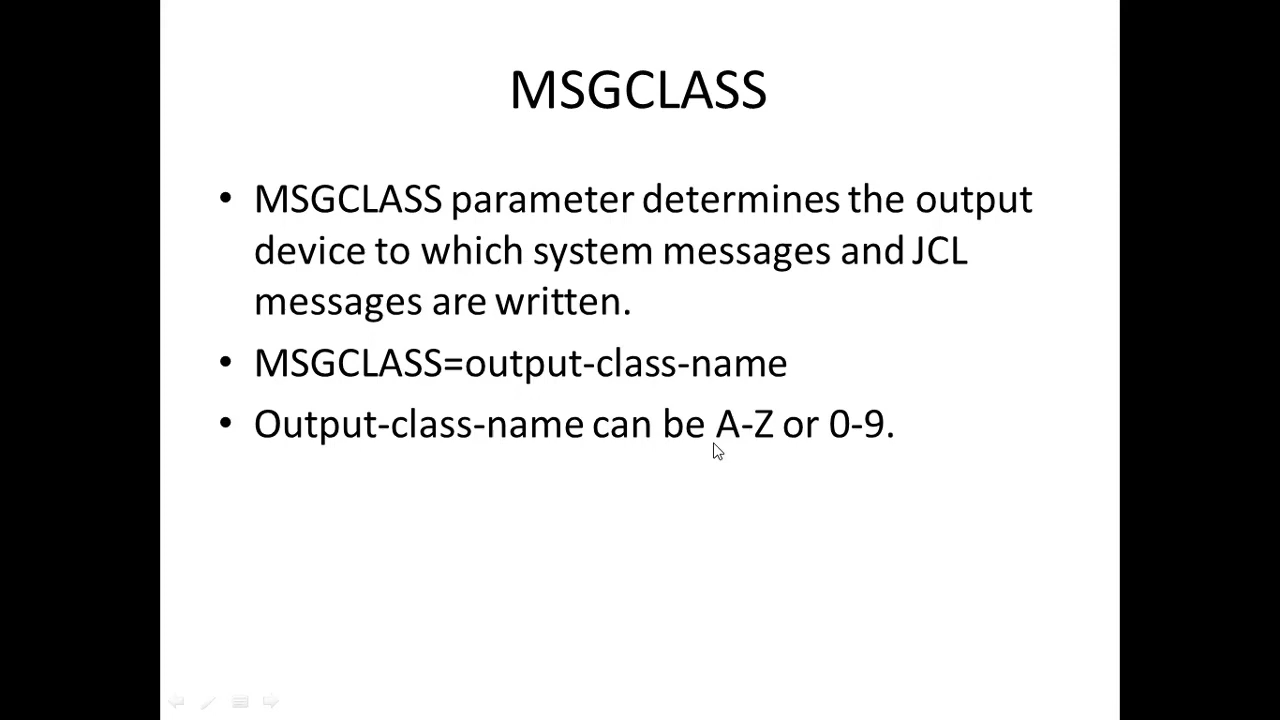 MSGCLASS
• MSGCLASS parameter determines the output
device to which system messages and JCL
messages are written.
• MSGCLASS=output-class-name
• Output-class-name can be A-Z or 0-9.